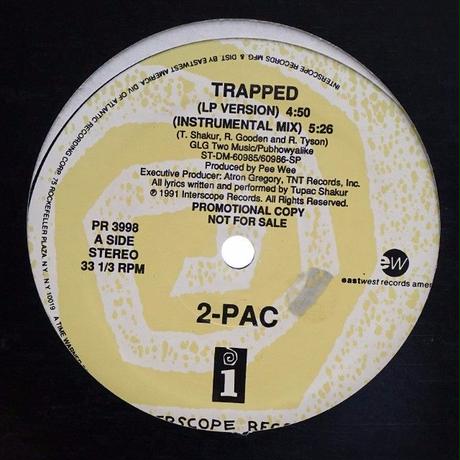 TRAPPED
(LP VERSION) 4:50
(INSTRUMENTAL MIX) 5:26
(T. Shakur, R. Gooden and R. Tyson)
GLG Two Music/Pubhowyalike
ST-DM-60985/60986-SP
Produced by Pee Wee
Executive Producer: Atron Gregory, TNT Records, Inc.
All lyrics written and performed by Tupac Shakur
℗ 1991 Interscope Records. All Rights Reserved.
PROMOTIONAL COPY
NOT FOR SALE
PR 3998
A SIDE
STEREO
33 1/3 RPM
ew
eastwest records amer
2-PAC
i
TERSCOPE REC
INTERSCOPE RECORDS MFG & DIST. BY EASTWEST AMERICA, DIV. OF ATLANTIC RECORDING CORP. 75 ROCKEFELLER PLAZA, N.Y., N.Y. 10019 A TIME WARNER